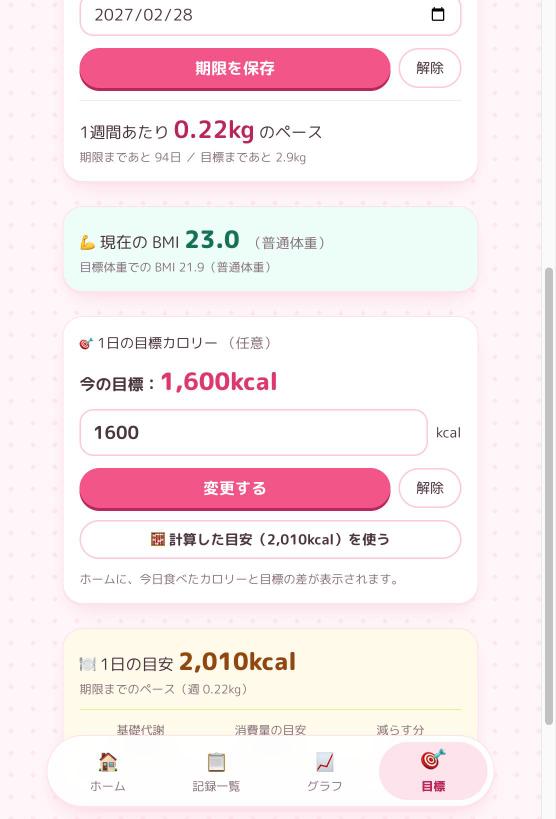 2027/02/28
期限を保存
解除
1週間あたり 0.22kg のペース
期限まであと 94日 ／ 目標まであと 2.9kg
現在の BMI 23.0 （普通体重）
目標体重での BMI 21.9（普通体重）
1日の目標カロリー （任意）
今の目標：1,600kcal
1600 kcal
変更する
解除
計算した目安（2,010kcal）を使う
ホームに、今日食べたカロリーと目標の差が表示されます。
1日の目安 2,010kcal
期限までのペース（週 0.22kg）
基礎代謝 消費量の目安 減らす分
ホーム 記録一覧 グラフ 目標